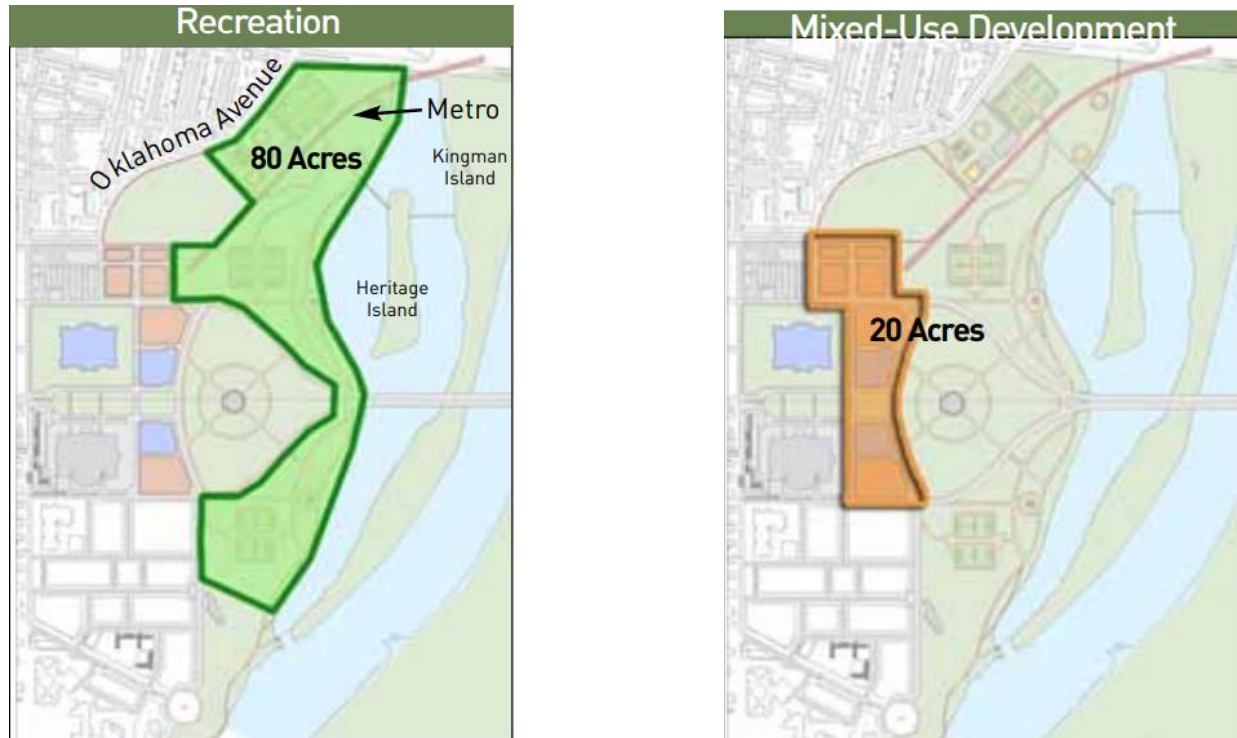 Recreation
Oklahoma Avenue
Metro
80 Acres
Kingman
Island
Heritage
Island
Mixed-Use Development
20 Acres